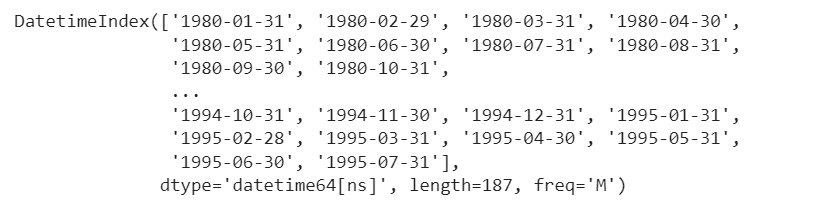 DatetimeIndex(['1980-01-31', '1980-02-29', '1980-03-31', '1980-04-30',
'1980-05-31', '1980-06-30', '1980-07-31', '1980-08-31',
'1980-09-30', '1980-10-31',
...
'1994-10-31', '1994-11-30', '1994-12-31', '1995-01-31',
'1995-02-28', '1995-03-31', '1995-04-30', '1995-05-31',
'1995-06-30', '1995-07-31'],
dtype='datetime64[ns]', length=187, freq='M')